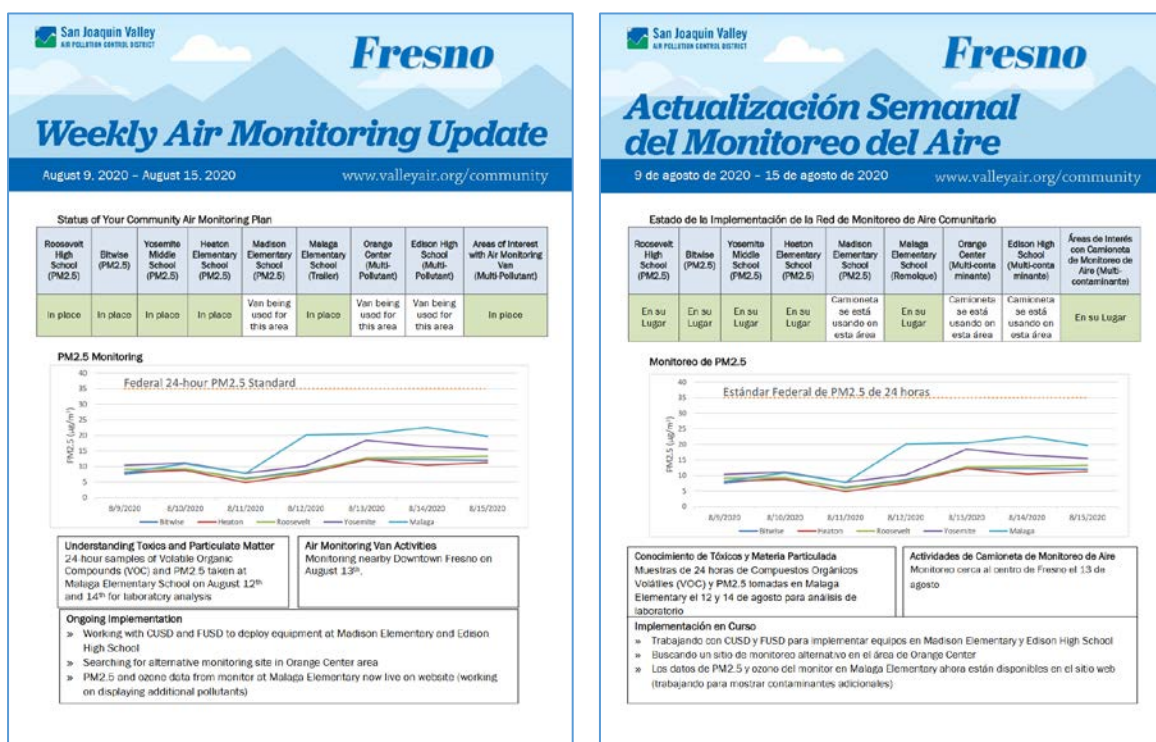 San Joaquin Valley
AIR POLLUTION CONTROL DISTRICT
Fresno
Weekly Air Monitoring Update
August 9, 2020 – August 15, 2020
www.valleyair.org/community
Status of Your Community Air Monitoring Plan
Roosevelt High School (PM2.5)
Bitwise (PM2.5)
Yosemite Middle School (PM2.5)
Heaton Elementary School (PM2.5)
Madison Elementary School (PM2.5)
Malaga Elementary School (Trailer)
Orange Center (Multi-Pollutant)
Edison High School (Multi-Pollutant)
Areas of Interest with Air Monitoring Van (Multi-Pollutant)
In place
In place
In place
In place
Van being used for this area
In place
Van being used for this area
Van being used for this area
In place
PM2.5 Monitoring
Federal 24-hour PM2.5 Standard
PM2.5 (µg/m³)
40
35
30
25
20
15
10
5
0
8/9/2020 8/10/2020 8/11/2020 8/12/2020 8/13/2020 8/14/2020 8/15/2020
Bitwise Heaton Roosevelt Yosemite Malaga
Understanding Toxics and Particulate Matter
24-hour samples of Volatile Organic
Compounds (VOC) and PM2.5 taken at
Malaga Elementary School on August 12th
and 14th for laboratory analysis
Air Monitoring Van Activities
Monitoring nearby Downtown Fresno on
August 13th.
Ongoing Implementation
» Working with CUSD and FUSD to deploy equipment at Madison Elementary and Edison
High School
» Searching for alternative monitoring site in Orange Center area
» PM2.5 and ozone data from monitor at Malaga Elementary now live on website (working
on displaying additional pollutants)
San Joaquin Valley
AIR POLLUTION CONTROL DISTRICT
Fresno
Actualización Semanal
del Monitoreo del Aire
9 de agosto de 2020 – 15 de agosto de 2020
www.valleyair.org/community
Estado de la Implementación de la Red de Monitoreo de Aire Comunitario
Roosevelt High School (PM2.5)
Bitwise (PM2.5)
Yosemite Middle School (PM2.5)
Heaton Elementary School (PM2.5)
Madison Elementary School (PM2.5)
Malaga Elementary School (Remolque)
Orange Center (Multi-conta minante)
Edison High School (Multi-conta minante)
Áreas de Interés con Camioneta de Monitoreo de Aire (Multi-contaminante)
En su Lugar
En su Lugar
En su Lugar
En su Lugar
Camioneta se está usando en esta área
En su Lugar
Camioneta se está usando en esta área
Camioneta se está usando en esta área
En su Lugar
Monitoreo de PM2.5
Estándar Federal de PM2.5 de 24 horas
PM2.5 (µg/m³)
40
35
30
25
20
15
10
5
0
8/9/2020 8/10/2020 8/11/2020 8/12/2020 8/13/2020 8/14/2020 8/15/2020
Bitwise Heaton Roosevelt Yosemite Malaga
Conocimiento de Tóxicos y Materia Particulada
Muestras de 24 horas de Compuestos Orgánicos
Volátiles (VOC) y PM2.5 tomadas en Malaga
Elementary el 12 y 14 de agosto para análisis de
laboratorio
Actividades de Camioneta de Monitoreo de Aire
Monitoreo cerca al centro de Fresno el 13 de
agosto
Implementación en Curso
» Trabajando con CUSD y FUSD para implementar equipos en Madison Elementary y Edison High School
» Buscando un sitio de monitoreo alternativo en el área de Orange Center
» Los datos de PM2.5 y ozono del monitor en Malaga Elementary ahora están disponibles en el sitio web
(trabajando para mostrar contaminantes adicionales)